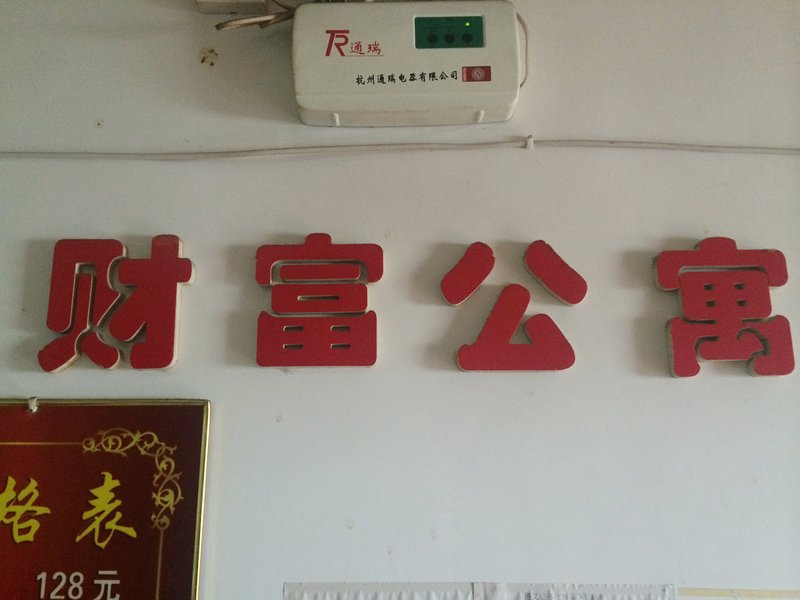 TR通瑞
杭州通瑞电器有限公司
财富公寓
格表
128元